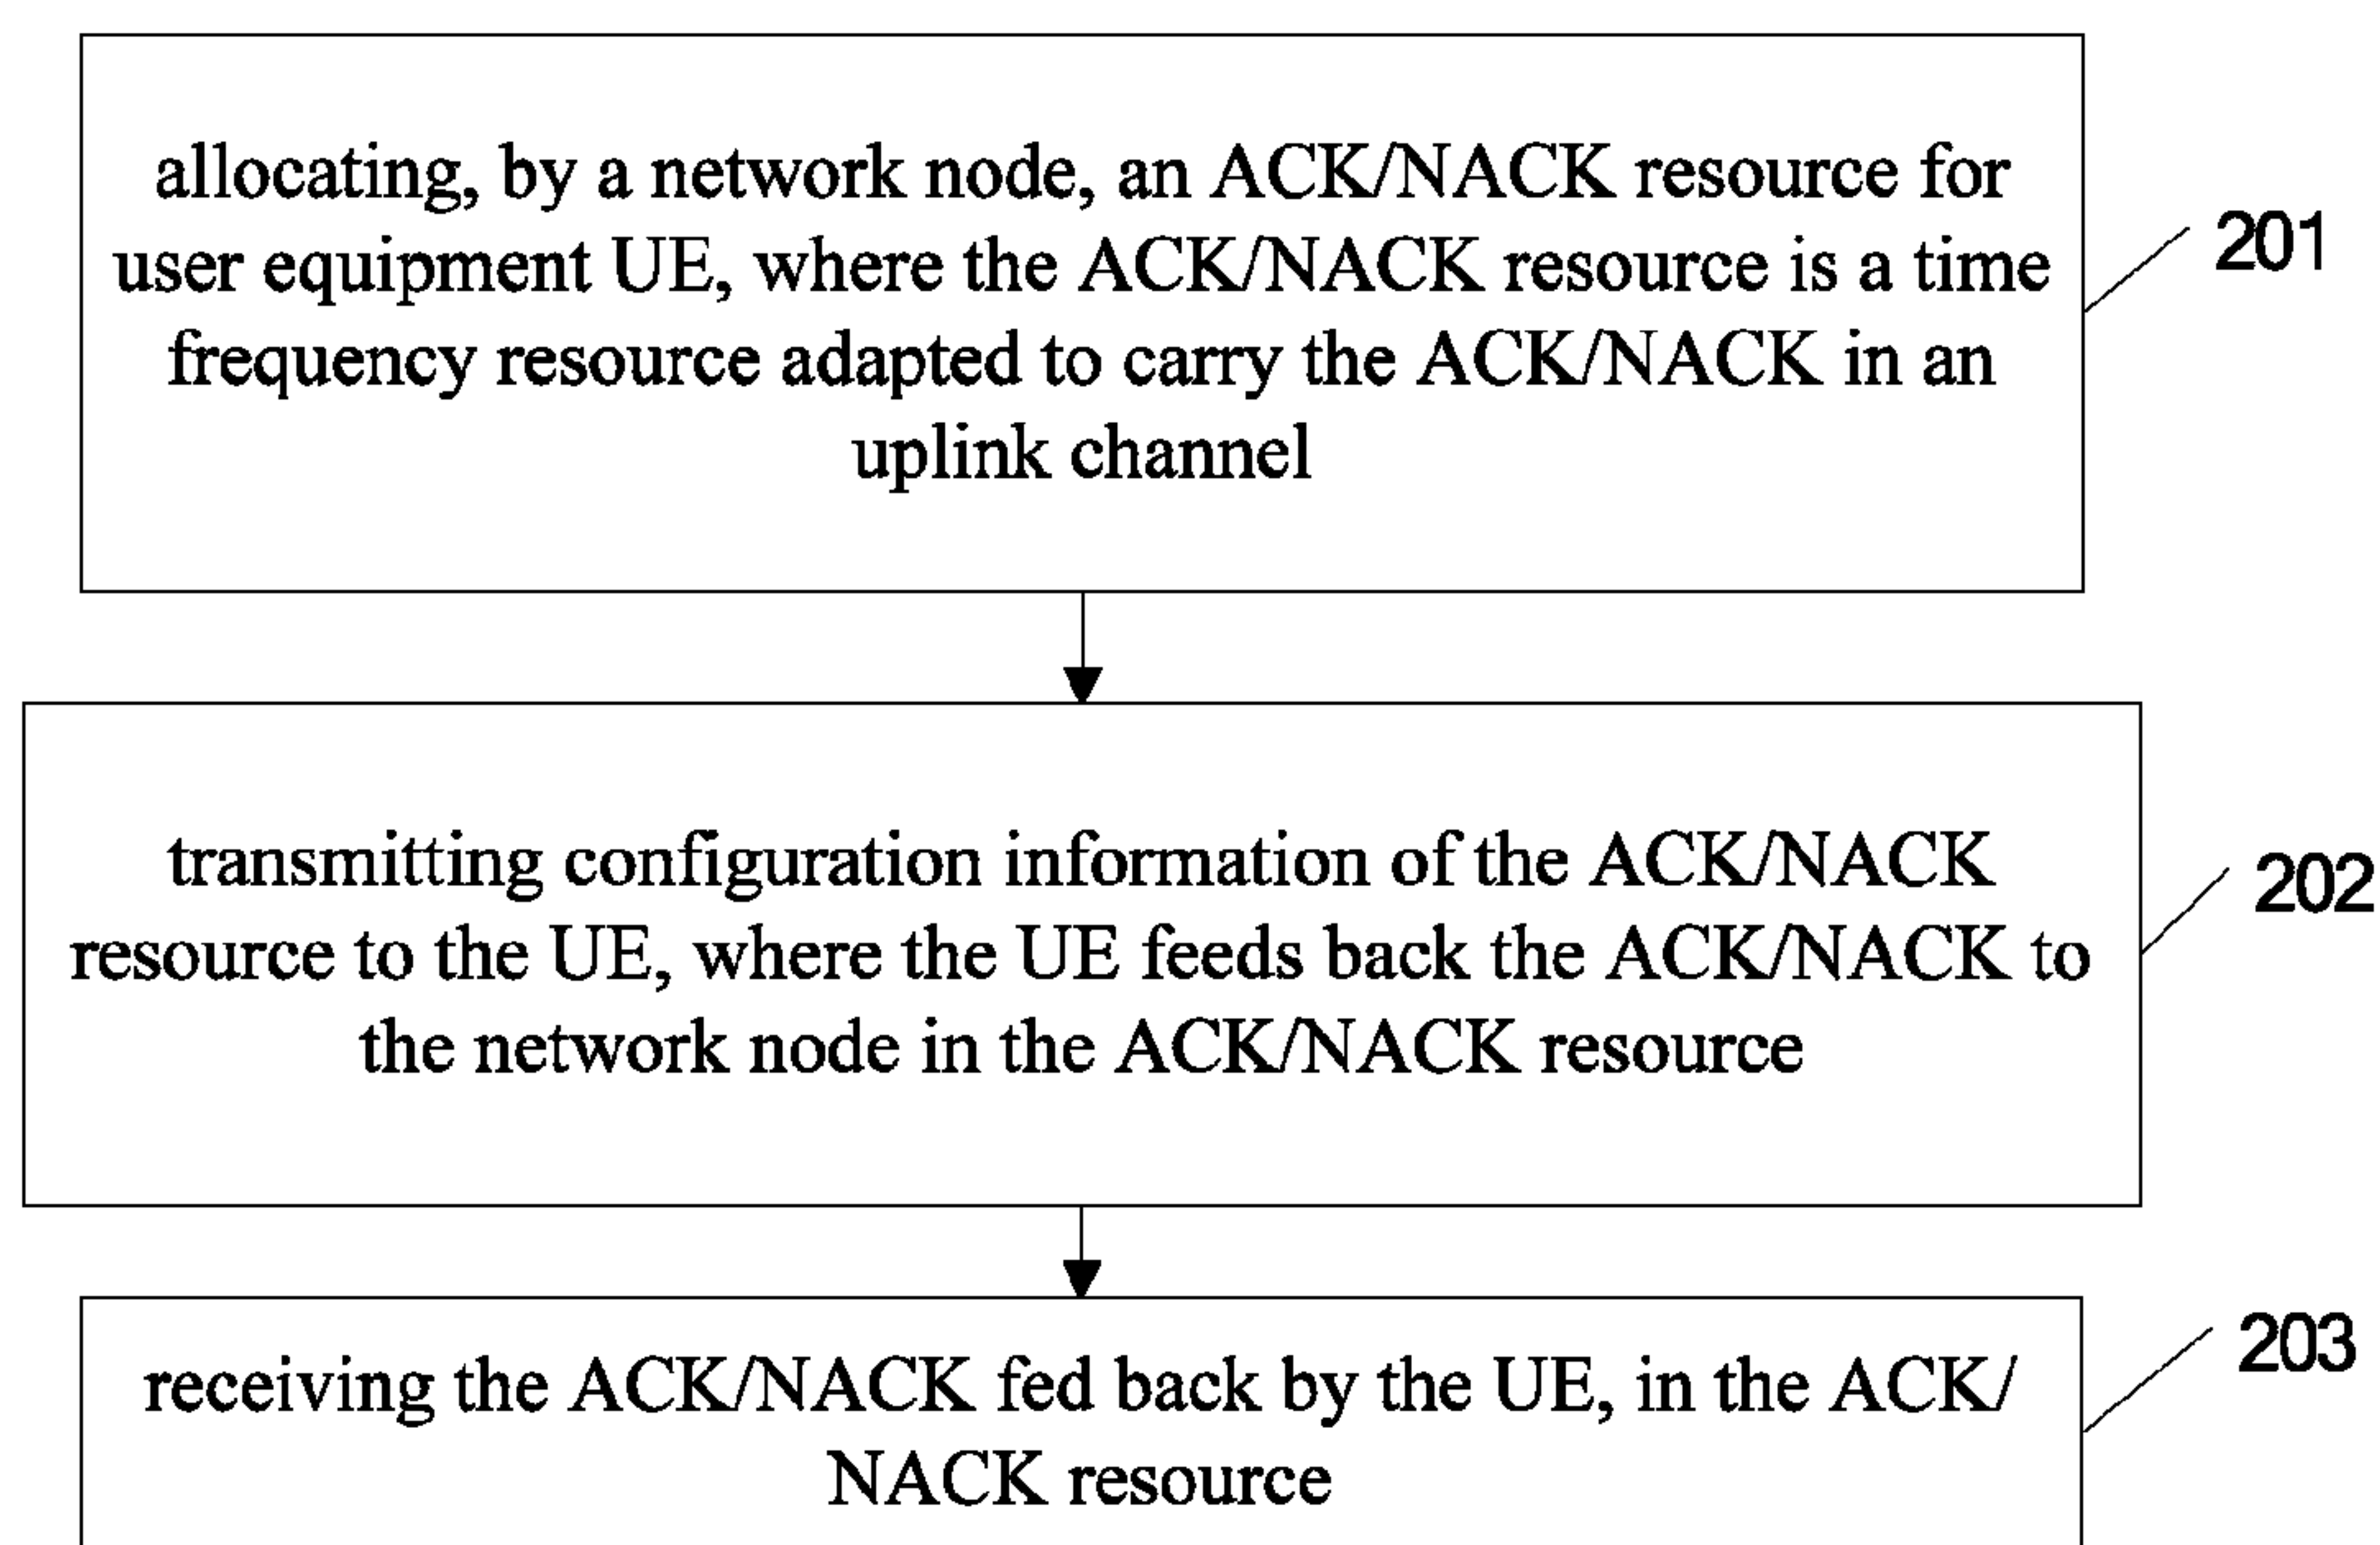 allocating, by a network node, an ACK/NACK resource for
user equipment UE, where the ACK/NACK resource is a time
frequency resource adapted to carry the ACK/NACK in an
uplink channel
201
transmitting configuration information of the ACK/NACK
resource to the UE, where the UE feeds back the ACK/NACK to
the network node in the ACK/NACK resource
202
receiving the ACK/NACK fed back by the UE, in the ACK/
NACK resource
203